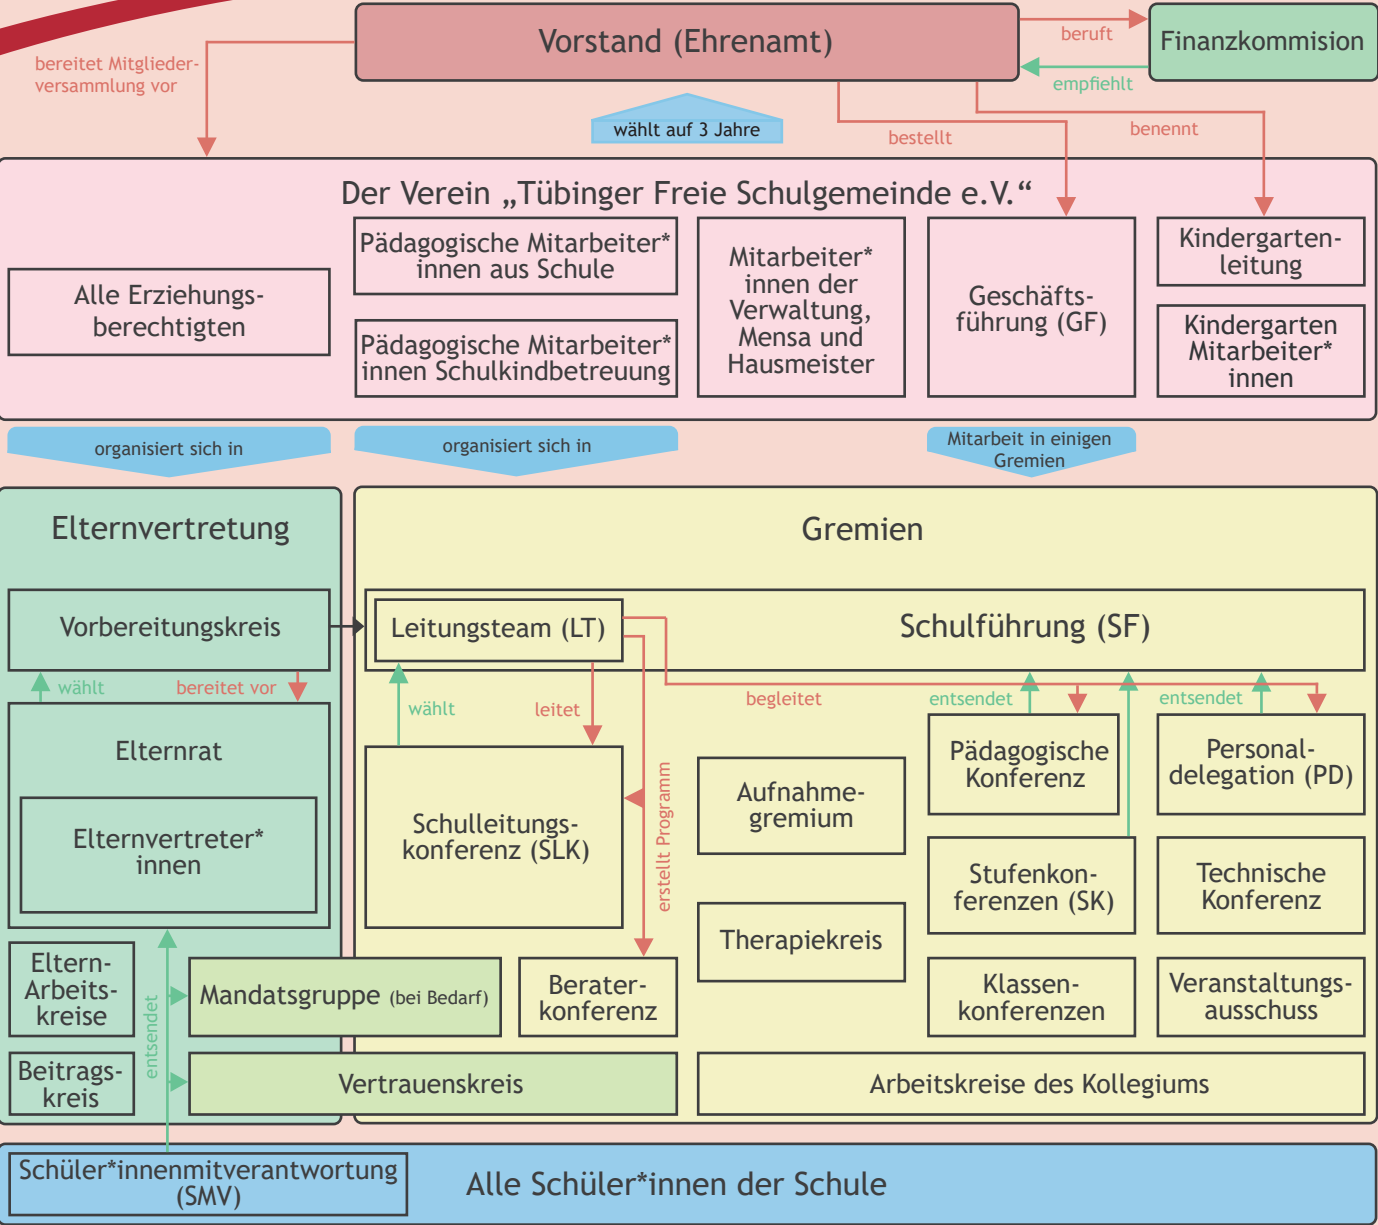 Vorstand (Ehrenamt)
beruft
Finanzkommision
empfiehlt
bereitet Mitglieder-
versammlung vor
wählt auf 3 Jahre
bestellt
benennt
Der Verein „Tübinger Freie Schulgemeinde e.V.“
Alle Erziehungs-
berechtigten
Pädagogische Mitarbeiter*
innen aus Schule
Pädagogische Mitarbeiter*
innen Schulkindbetreuung
Mitarbeiter*
innen der
Verwaltung,
Mensa und
Hausmeister
Geschäfts-
führung (GF)
Kindergarten-
leitung
Kindergarten
Mitarbeiter*
innen
organisiert sich in
organisiert sich in
Mitarbeit in einigen
Gremien
Elternvertretung
Vorbereitungskreis
wählt
bereitet vor
Elternrat
Elternvertreter*
innen
Eltern-
Arbeits-
kreise
Beitrags-
kreis
entsendet
Gremien
Leitungsteam (LT)
Schulführung (SF)
wählt
leitet
begleitet
entsendet
entsendet
Schulleitungs-
konferenz (SLK)
erstellt Programm
Aufnahme-
gremium
Pädagogische
Konferenz
Personal-
delegation (PD)
Stufenkon-
ferenzen (SK)
Technische
Konferenz
Therapiekreis
Mandatsgruppe (bei Bedarf)
Berater-
konferenz
Klassen-
konferenzen
Veranstaltungs-
ausschuss
Vertrauenskreis
Arbeitskreise des Kollegiums
Schüler*innenmitverantwortung
(SMV)
Alle Schüler*innen der Schule